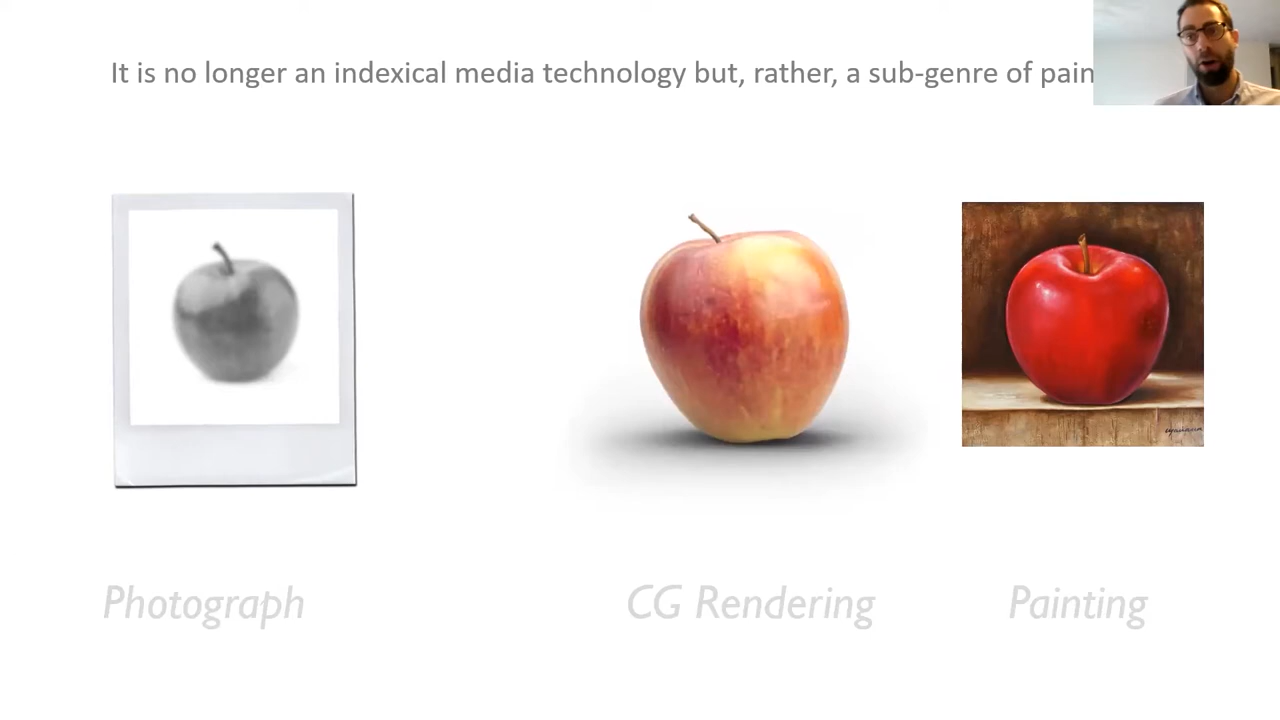 It is no longer an indexical media technology but, rather, a sub-genre of pain
Photograph
CG Rendering
Painting